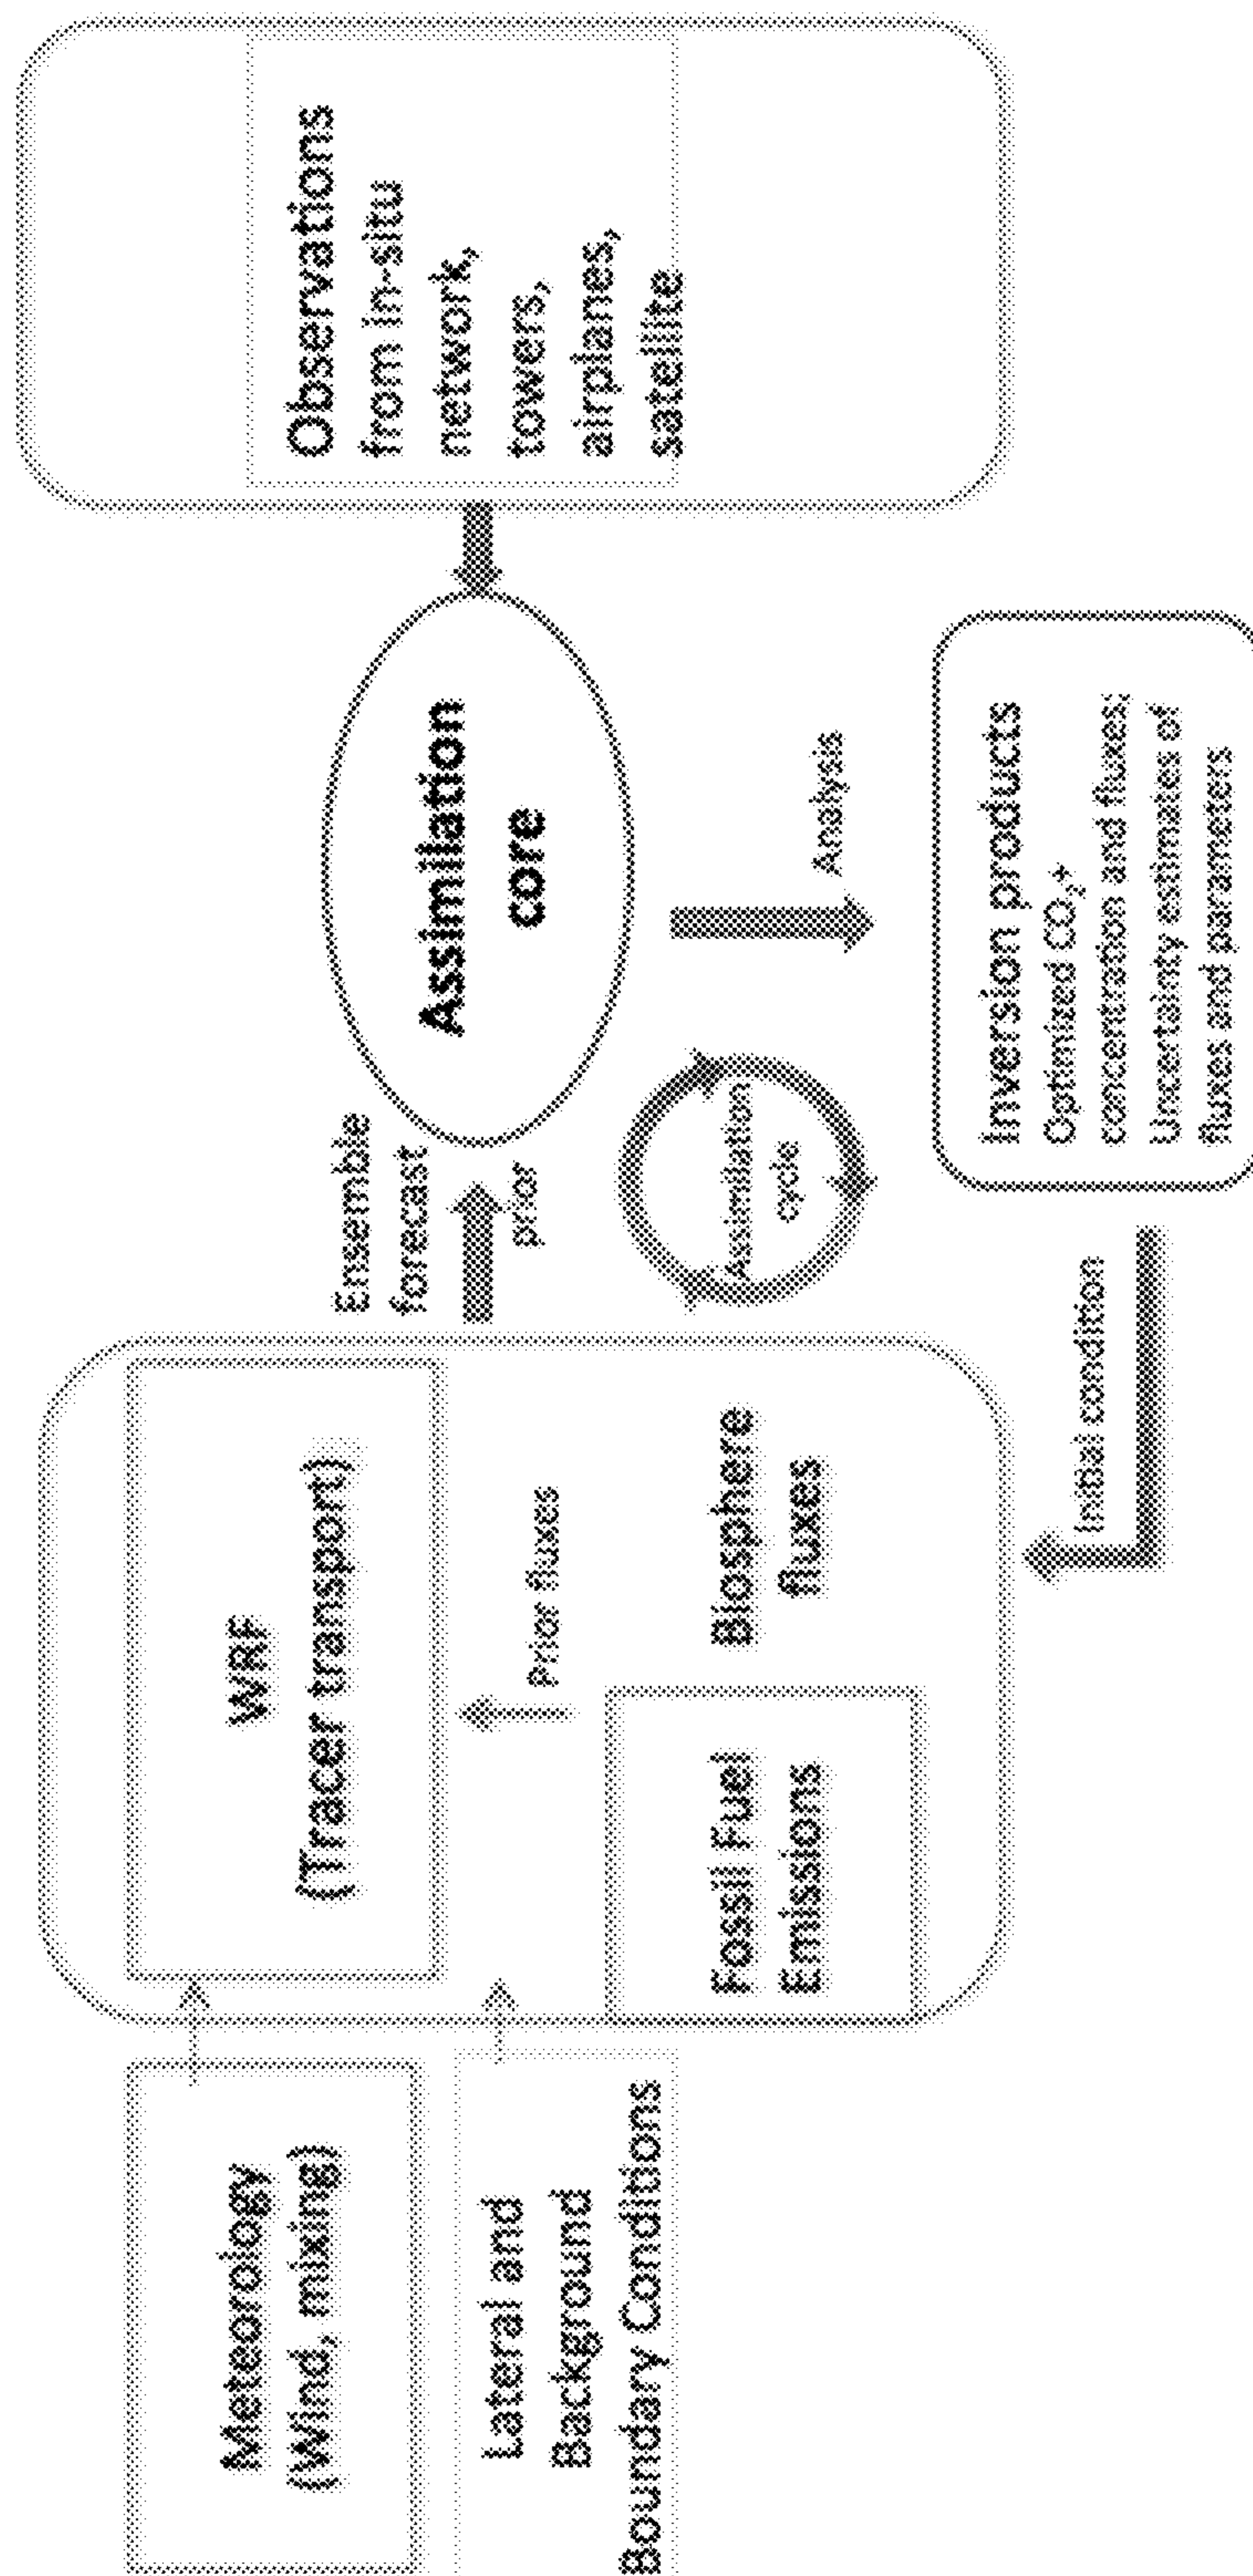 Meteorology
(Wind, mixing)
Lateral and
Background
Boundary Conditions
WRF
(Tracer transport)
Prior fluxes
Fossil Fuel
Emissions
Biosphere
fluxes
Ensemble
forecast
prior
Assimilation
cycle
Assimilation
core
Observations
from in-situ
network,
towers,
airplanes,
satellite
Analysis
Initial condition
Inversion products
Optimized CO₂+
concentration and fluxes;
Uncertainty estimates of
fluxes and parameters